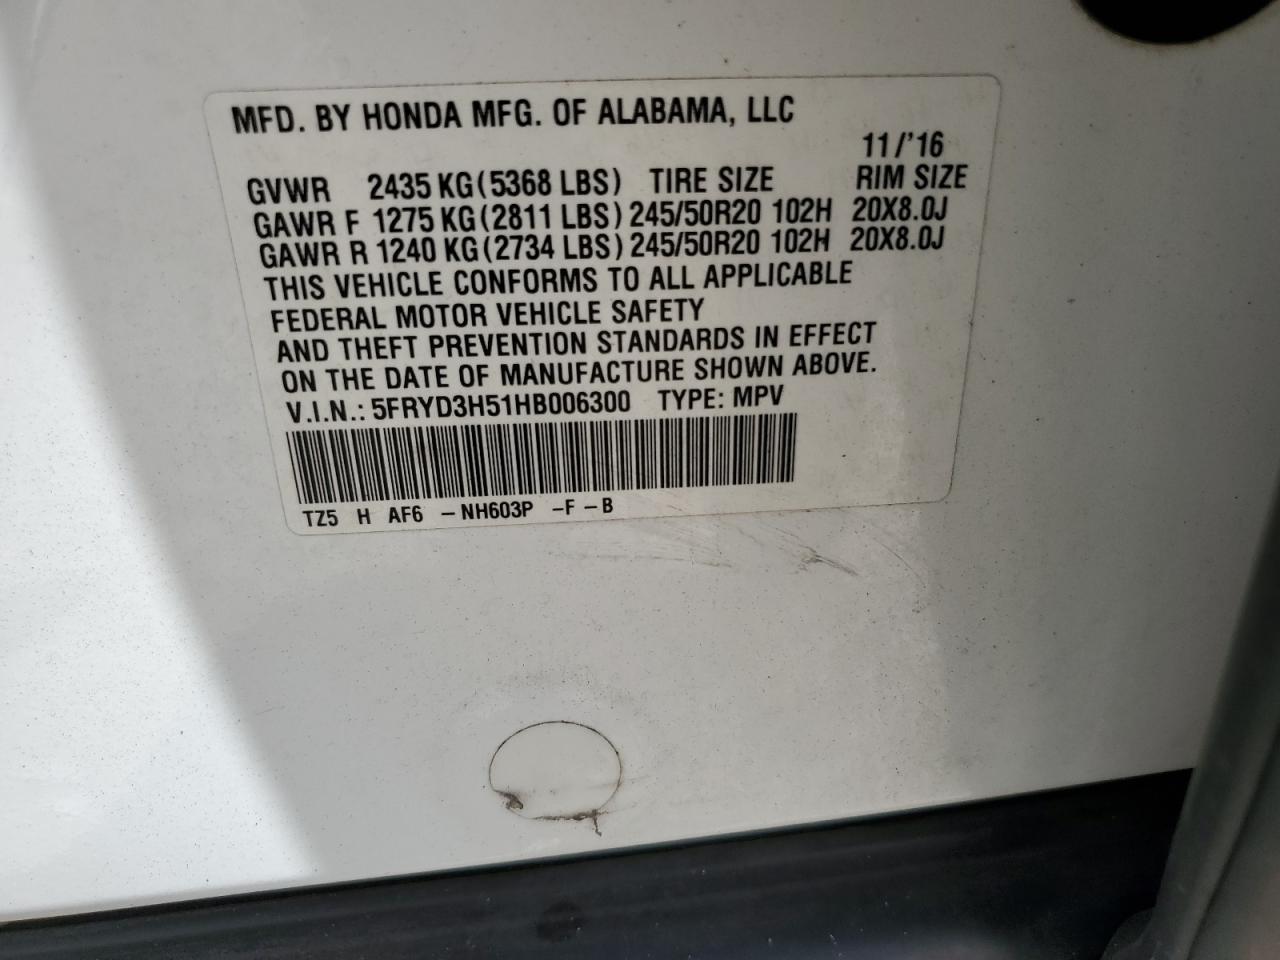 MFD. BY HONDA MFG. OF ALABAMA, LLC
11/'16
GVWR 2435 KG(5368 LBS) TIRE SIZE RIM SIZE
GAWR F 1275 KG(2811 LBS) 245/50R20 102H 20X8.0J
GAWR R 1240 KG(2734 LBS) 245/50R20 102H 20X8.0J
THIS VEHICLE CONFORMS TO ALL APPLICABLE
FEDERAL MOTOR VEHICLE SAFETY
AND THEFT PREVENTION STANDARDS IN EFFECT
ON THE DATE OF MANUFACTURE SHOWN ABOVE.
V.I.N.: 5FRYD3H51HB006300 TYPE: MPV
TZ5 H AF6 -NH603P -F-B